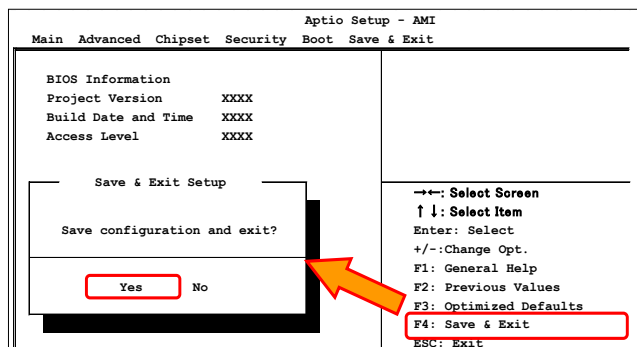 Aptio Setup - AMI
Main Advanced Chipset Security Boot Save & Exit
BIOS Information
Project Version XXXX
Build Date and Time XXXX
Access Level XXXX
Save & Exit Setup
Save configuration and exit?
Yes No
→←: Select Screen
↑↓: Select Item
Enter: Select
+/-:Change Opt.
F1: General Help
F2: Previous Values
F3: Optimized Defaults
F4: Save & Exit
ESC: Exit